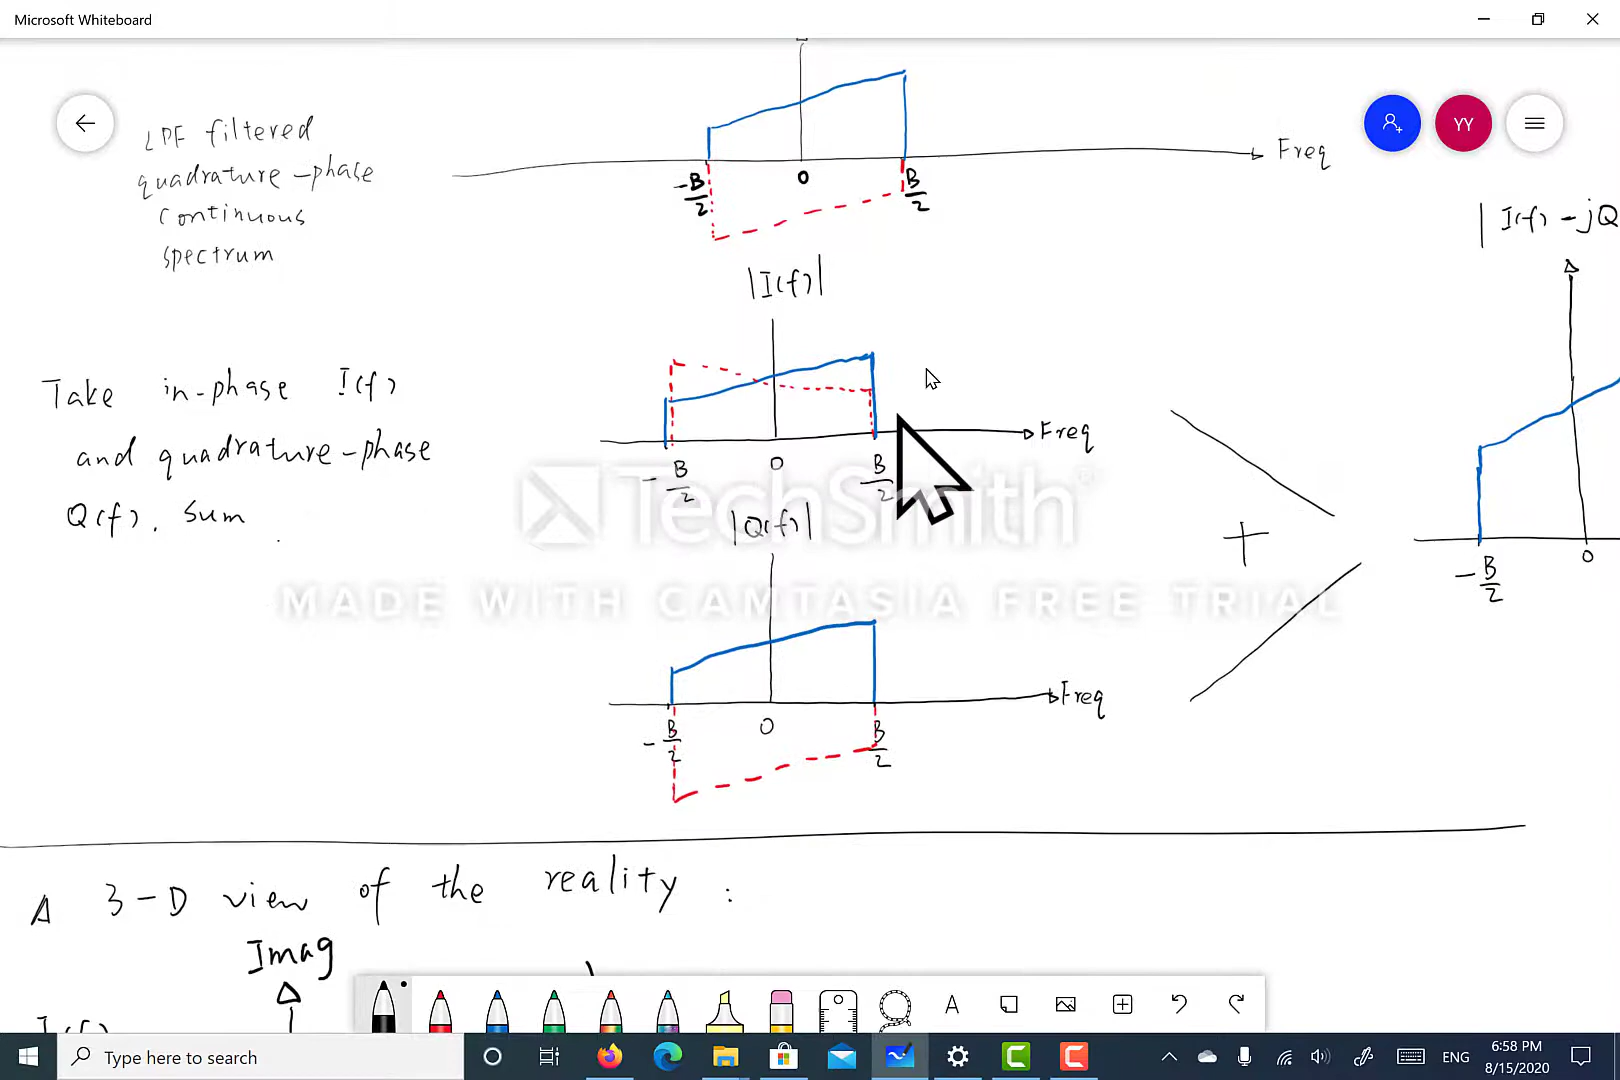 Microsoft Whiteboard
YY
LPF filtered
quadrature-phase
continuous
spectrum
-B/2
0
B/2
Freq
|I(f)|
| I(f) - jQ
Take in-phase I(f)
and quadrature-phase
Q(f), sum
Freq
-B/2
0
B/2
|Q(f)|
+
-B/2
0
TechSmith
MADE WITH CAMTASIA FREE TRIAL
Freq
-B/2
0
B/2
A 3-D view of the reality :
Imag
I(f)
A
Type here to search
ENG
6:58 PM
8/15/2020